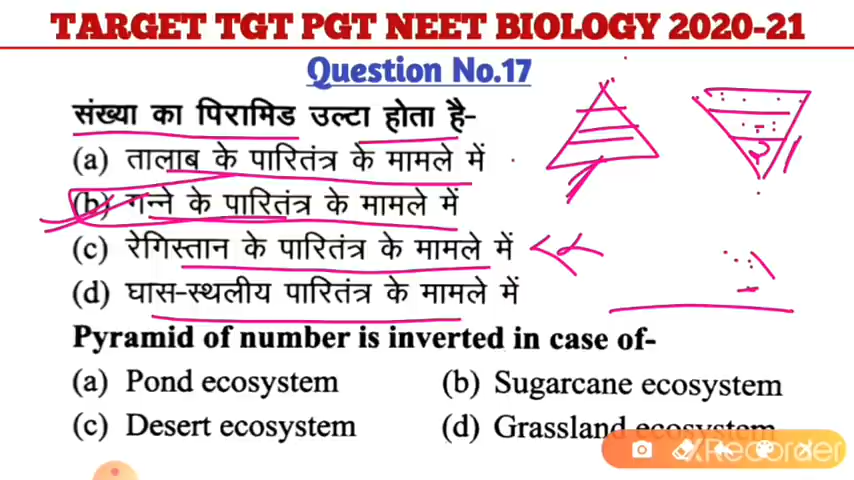 TARGET TGT PGT NEET BIOLOGY 2020-21
Question No.17
संख्या का पिरामिड उल्टा होता है-
(a) तालाब के पारितंत्र के मामले में
(b) गन्ने के पारितंत्र के मामले में
(c) रेगिस्तान के पारितंत्र के मामले में
(d) घास-स्थलीय पारितंत्र के मामले में
Pyramid of number is inverted in case of-
(a) Pond ecosystem (b) Sugarcane ecosystem
(c) Desert ecosystem (d) Grassland ecosystem
XRecorder